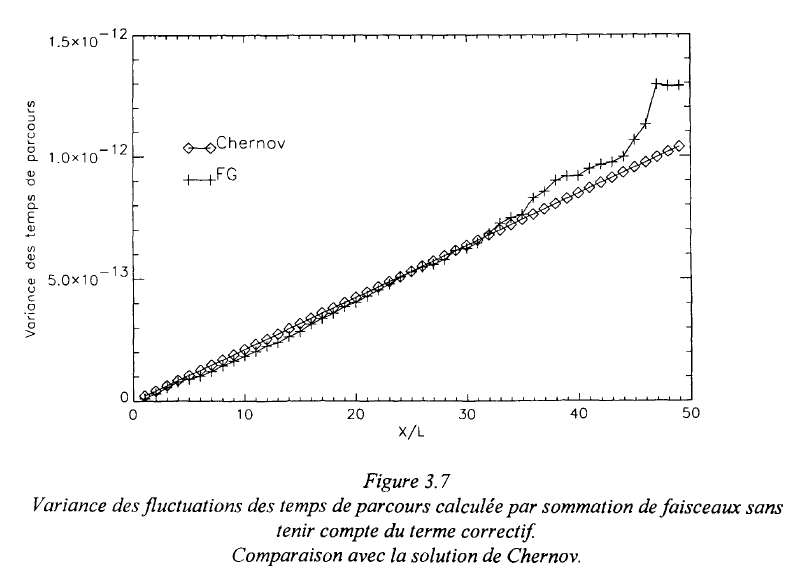 1.5×10⁻¹²
1.0×10⁻¹²
5.0×10⁻¹³
0
Variance des temps de parcours
Chernov
FG
0 10 20 30 40 50
X/L
Figure 3.7
Variance des fluctuations des temps de parcours calculée par sommation de faisceaux sans
tenir compte du terme correctif.
Comparaison avec la solution de Chernov.